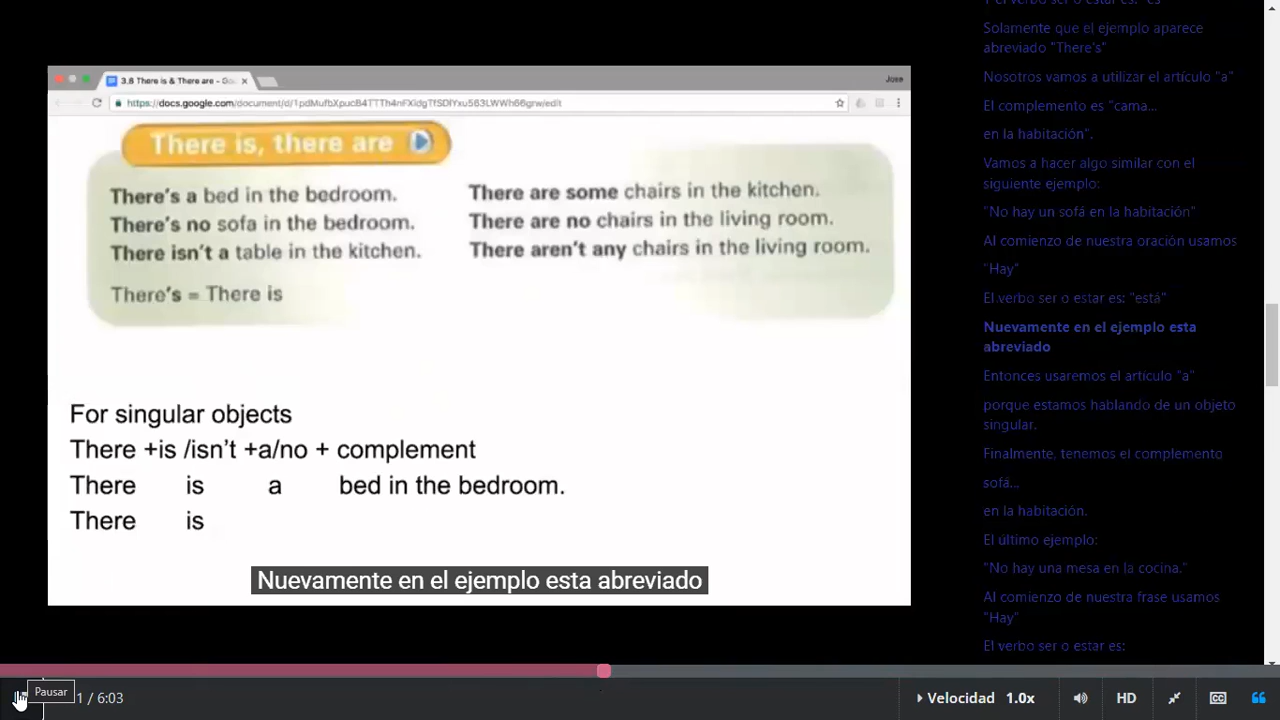 3.8 There is & There are - Go
Jose
https://docs.google.com/document/d/1pdMufbXpucB4TTTh4nFXidgTfSDlYxu563LWWh66grw/edit
There is, there are
There's a bed in the bedroom.
There's no sofa in the bedroom.
There isn't a table in the kitchen.
There's = There is
There are some chairs in the kitchen.
There are no chairs in the living room.
There aren't any chairs in the living room.
For singular objects
There +is /isn't +a/no + complement
There is a bed in the bedroom.
There is
Nuevamente en el ejemplo esta abreviado
Pausar
1 / 6:03
Velocidad 1.0x
HD
CC
Solamente que el ejemplo aparece
abreviado "There's"
Nosotros vamos a utilizar el artículo "a"
El complemento es "cama...
en la habitación".
Vamos a hacer algo similar con el
siguiente ejemplo:
"No hay un sofá en la habitación"
Al comienzo de nuestra oración usamos
"Hay"
El verbo ser o estar es: "está"
Nuevamente en el ejemplo esta
abreviado
Entonces usaremos el artículo "a"
porque estamos hablando de un objeto
singular.
Finalmente, tenemos el complemento
sofá...
en la habitación.
El último ejemplo:
"No hay una mesa en la cocina."
Al comienzo de nuestra frase usamos
"Hay"
El verbo ser o estar es: